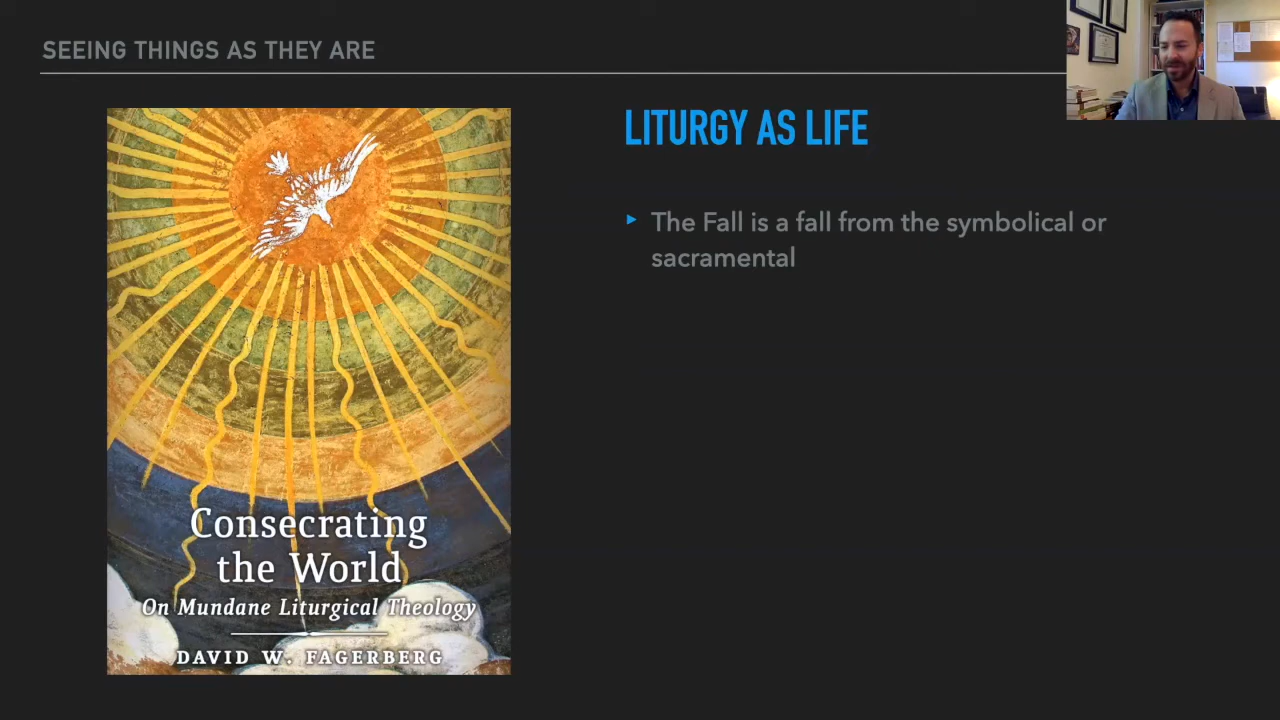 SEEING THINGS AS THEY ARE
LITURGY AS LIFE
The Fall is a fall from the symbolical or
sacramental
Consecrating
the World
On Mundane Liturgical Theology
DAVID W. FAGERBERG